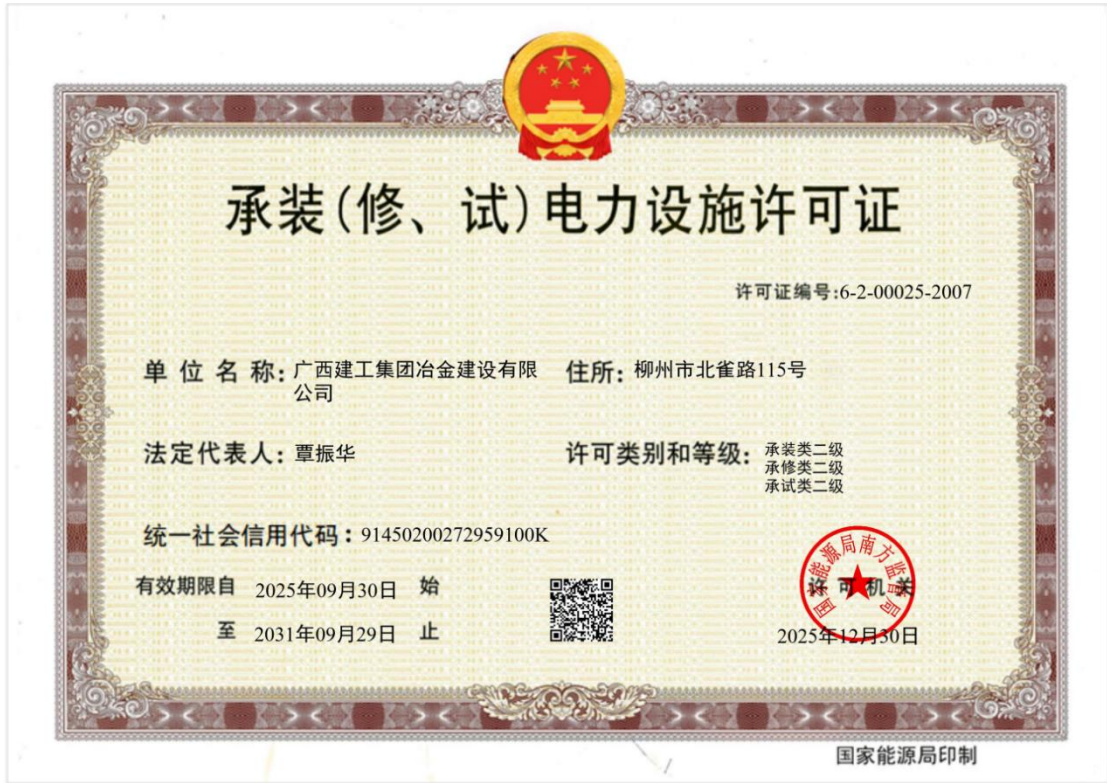 承装(修、试)电力设施许可证
许可证编号:6-2-00025-2007
单位名称: 广西建工集团冶金建设有限
公司
住所: 柳州市北雀路115号
法定代表人: 覃振华
许可类别和等级: 承装类二级
承修类二级
承试类二级
统一社会信用代码: 91450200272959100K
有效期限自 2025年09月30日 始
至 2031年09月29日 止
国家能源局南方监管局
许可机关
2025年12月30日
国家能源局印制